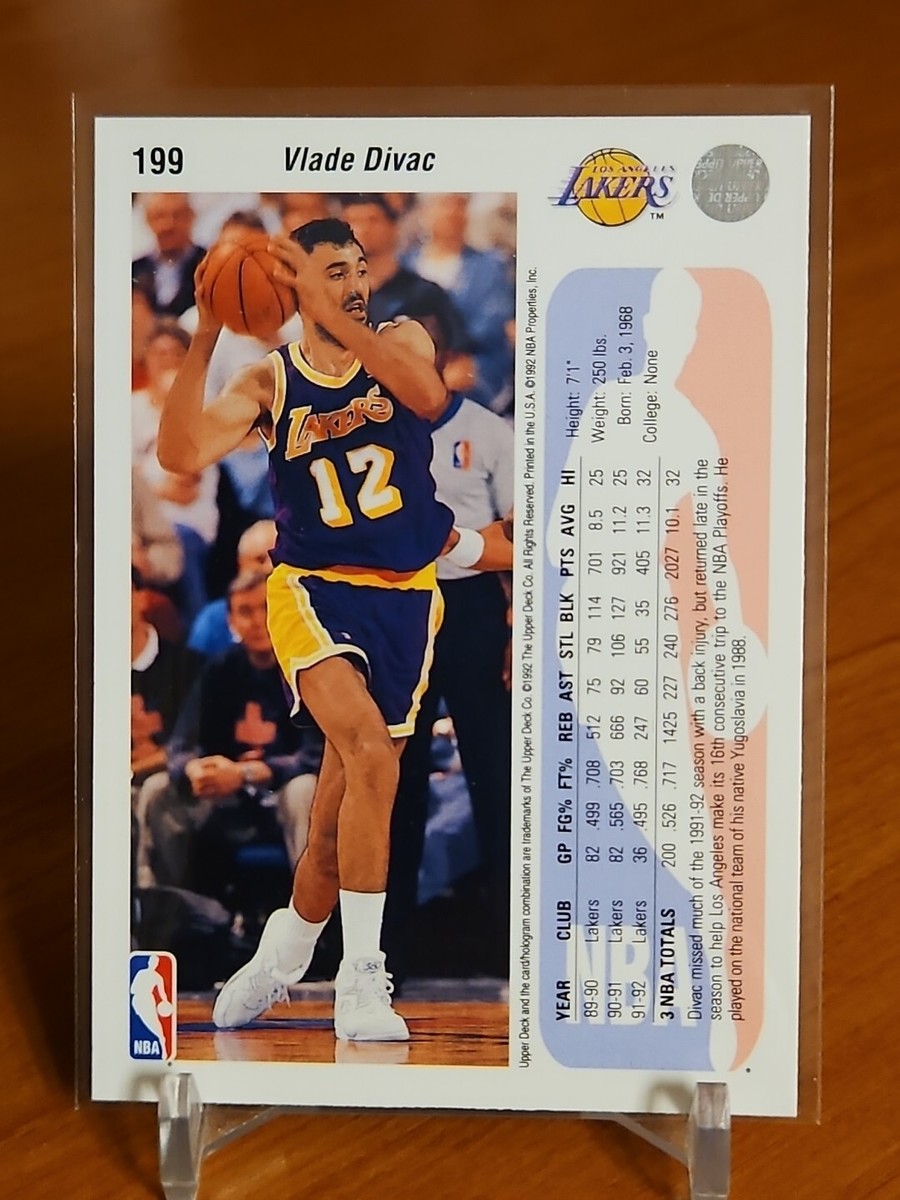 199
Vlade Divac
LOS ANGELES
LAKERS
TM
LAKERS
12
NBA
Upper Deck and the card/hologram combination are trademarks of The Upper Deck Co. ©1992 The Upper Deck Co. All Rights Reserved. Printed in the U.S.A. ©1992 NBA Properties, Inc.
Height: 7'1"
Weight: 250 lbs.
Born: Feb. 3, 1968
College: None
YEAR CLUB GP FG% FT% REB AST STL BLK PTS AVG HI
89-90 Lakers 82 .499 .708 512 75 79 114 701 8.5 25
90-91 Lakers 82 .565 .703 666 92 106 127 921 11.2 25
91-92 Lakers 36 .495 .768 247 60 55 35 405 11.3 32
3 NBA TOTALS 200 .526 .717 1425 227 240 276 2027 10.1 32
Divac missed much of the 1991-92 season with a back injury, but returned late in the
season to help Los Angeles make its 16th consecutive trip to the NBA Playoffs. He
played on the national team of his native Yugoslavia in 1988.
NBA